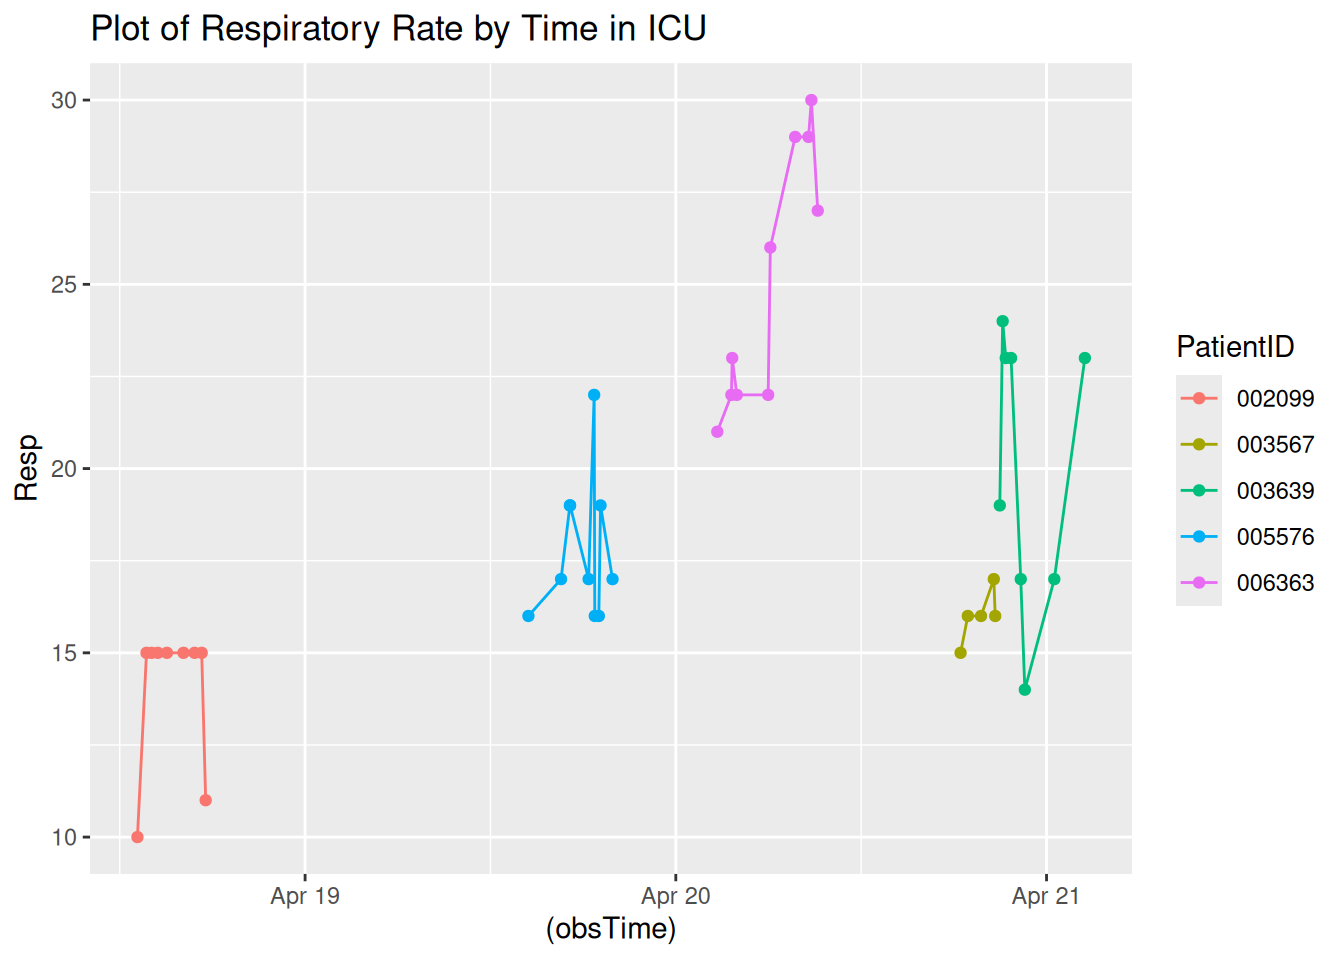 Plot of Respiratory Rate by Time in ICU
30
25
20
15
10
Resp
Apr 19
Apr 20
Apr 21
(obsTime)
PatientID
002099
003567
003639
005576
006363